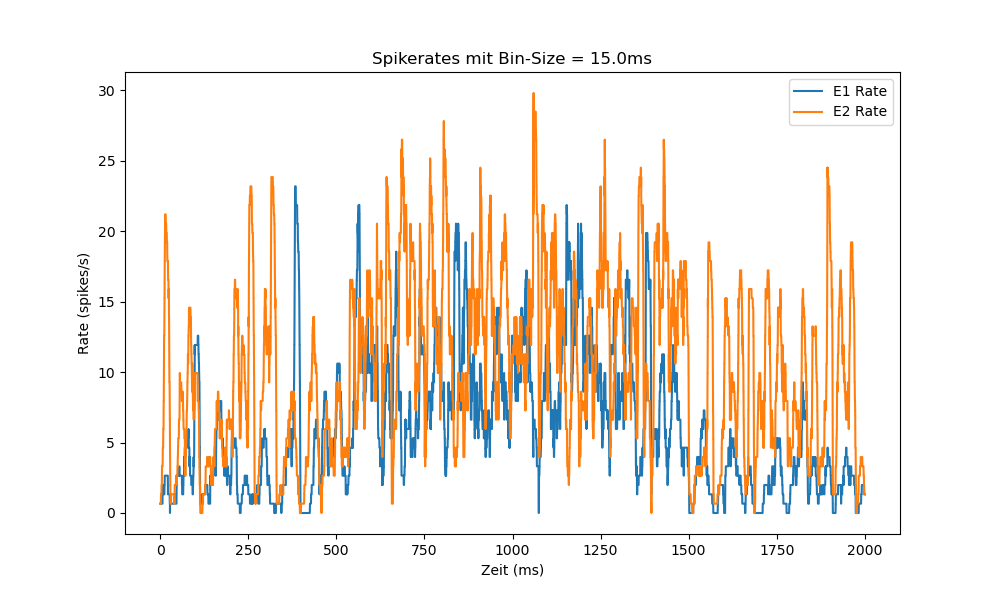 Spikerates mit Bin-Size = 15.0ms
E1 Rate
E2 Rate
30
25
20
15
10
5
0
Rate (spikes/s)
0 250 500 750 1000 1250 1500 1750 2000
Zeit (ms)